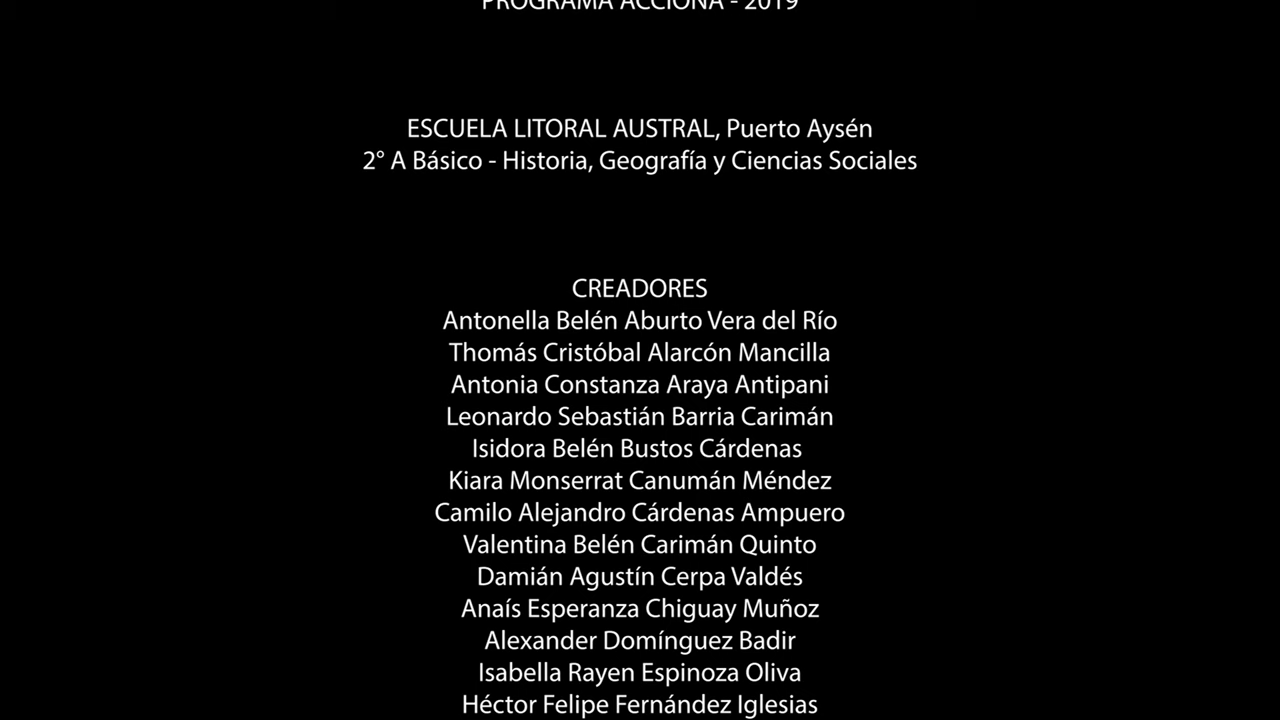 PROGRAMA ACCIONA - 2019
ESCUELA LITORAL AUSTRAL, Puerto Aysén
2° A Básico - Historia, Geografía y Ciencias Sociales
CREADORES
Antonella Belén Aburto Vera del Río
Thomás Cristóbal Alarcón Mancilla
Antonia Constanza Araya Antipani
Leonardo Sebastián Barria Carimán
Isidora Belén Bustos Cárdenas
Kiara Monserrat Canumán Méndez
Camilo Alejandro Cárdenas Ampuero
Valentina Belén Carimán Quinto
Damián Agustín Cerpa Valdés
Anaís Esperanza Chiguay Muñoz
Alexander Domínguez Badir
Isabella Rayen Espinoza Oliva
Héctor Felipe Fernández Iglesias